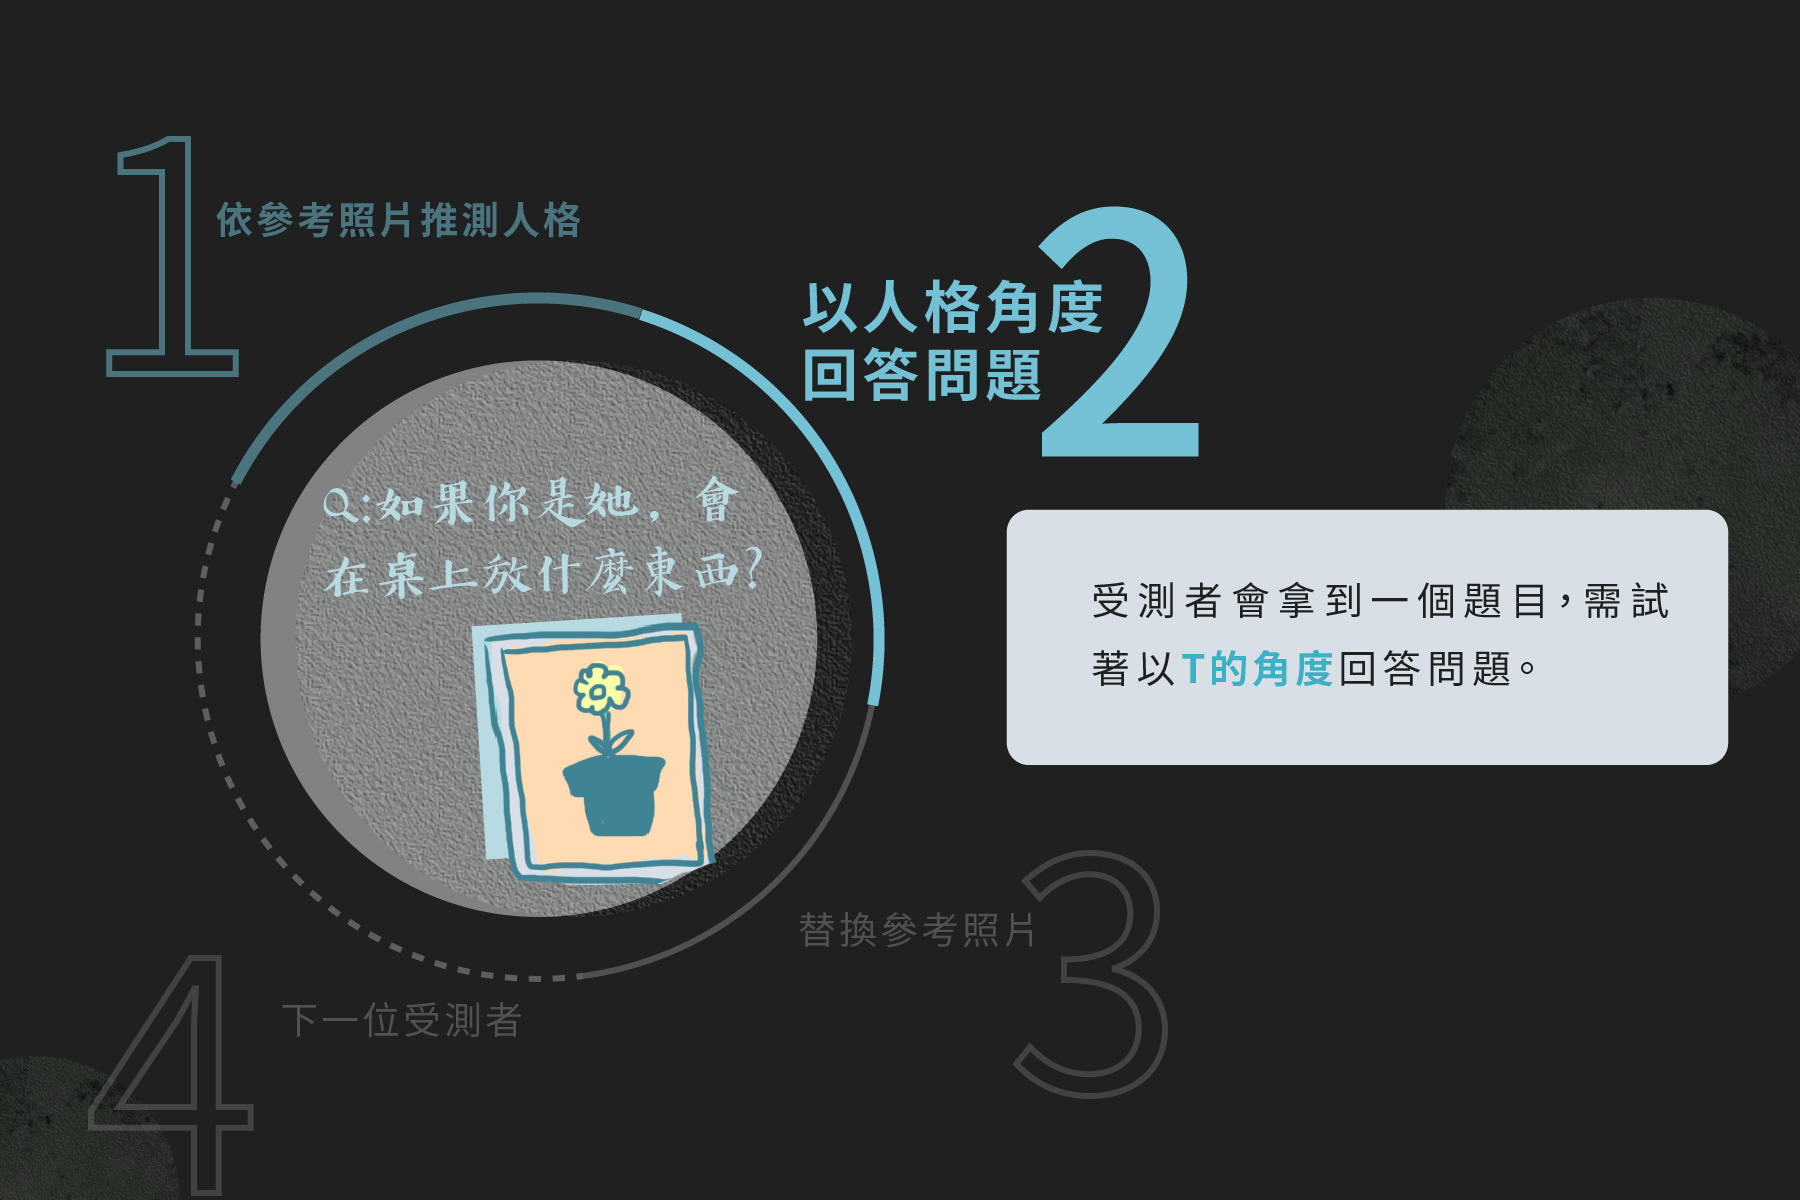 1
依參考照片推測人格
2
以人格角度
回答問題
Q:如果你是她，會
在桌上放什麼東西?
受測者會拿到一個題目，需試
著以T的角度回答問題。
3
替換參考照片
4
下一位受測者